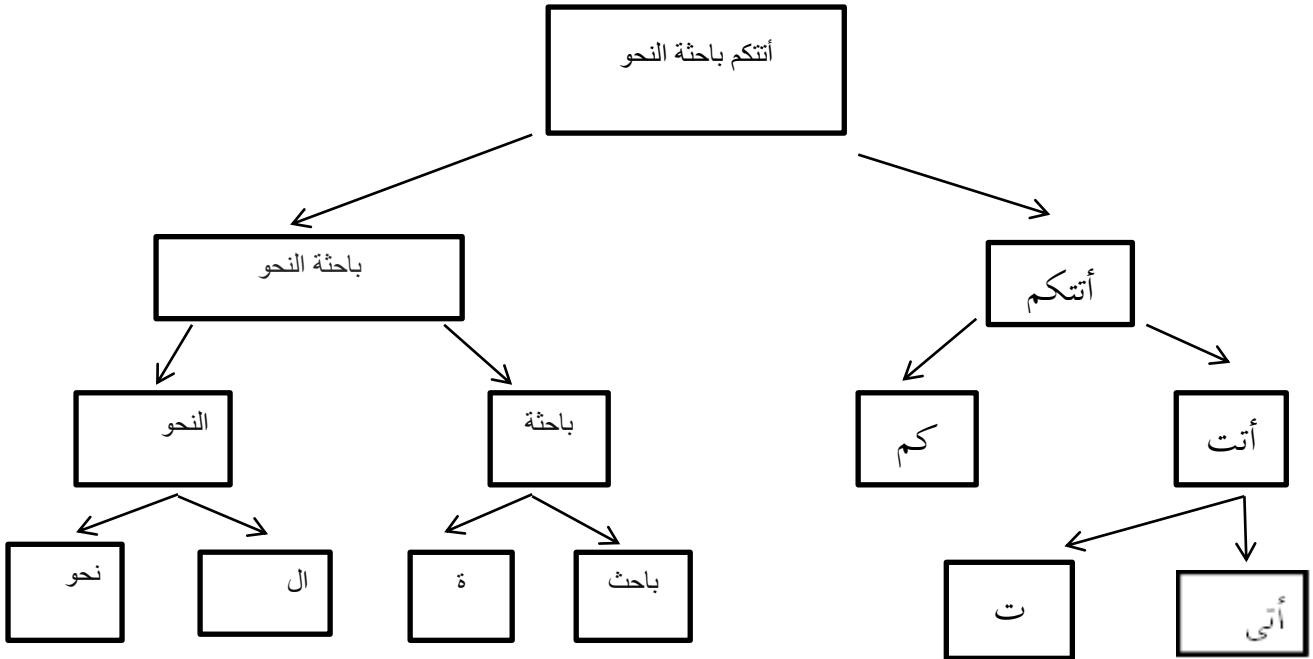 أتتكم باحثة النحو
أتتكم
باحثة النحو
أتت
كم
باحثة
النحو
أتى
ت
باحث
ة
ال
نحو